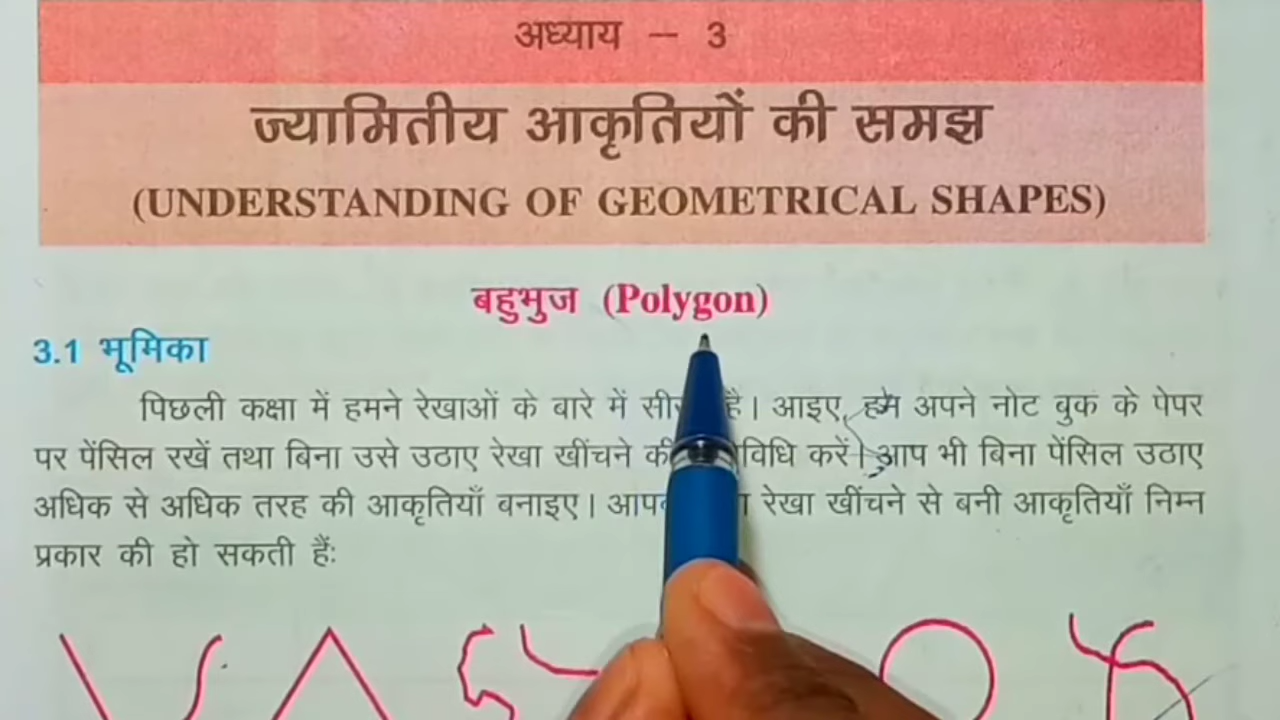 अध्याय – 3
ज्यामितीय आकृतियों की समझ
(UNDERSTANDING OF GEOMETRICAL SHAPES)
बहुभुज (Polygon)
3.1 भूमिका
पिछली कक्षा में हमने रेखाओं के बारे में है। आइए, हम अपने नोट बुक के पेपर
पर पेंसिल रखें तथा बिना उसे उठाए रेखा खींचने की करें। आप भी बिना पेंसिल उठाए
अधिक से अधिक तरह की आकृतियाँ बनाइए। रेखा खींचने से बनी आकृतियाँ निम्न
प्रकार की हो सकती हैं: